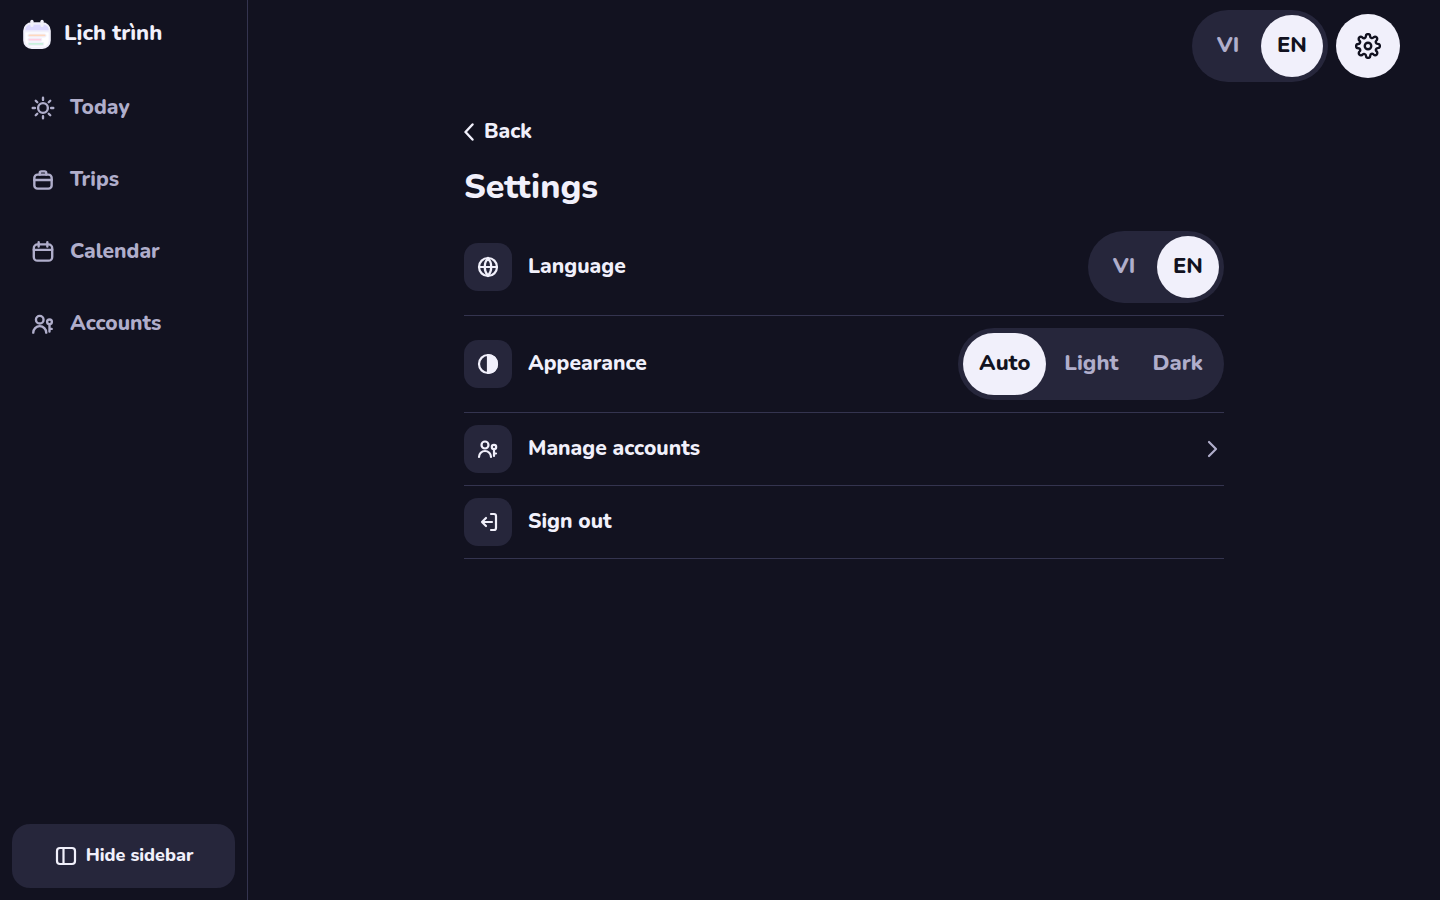 Lịch trình
VI EN
Today
Trips
Calendar
Accounts
Back
Settings
Language VI EN
Appearance Auto Light Dark
Manage accounts
Sign out
Hide sidebar